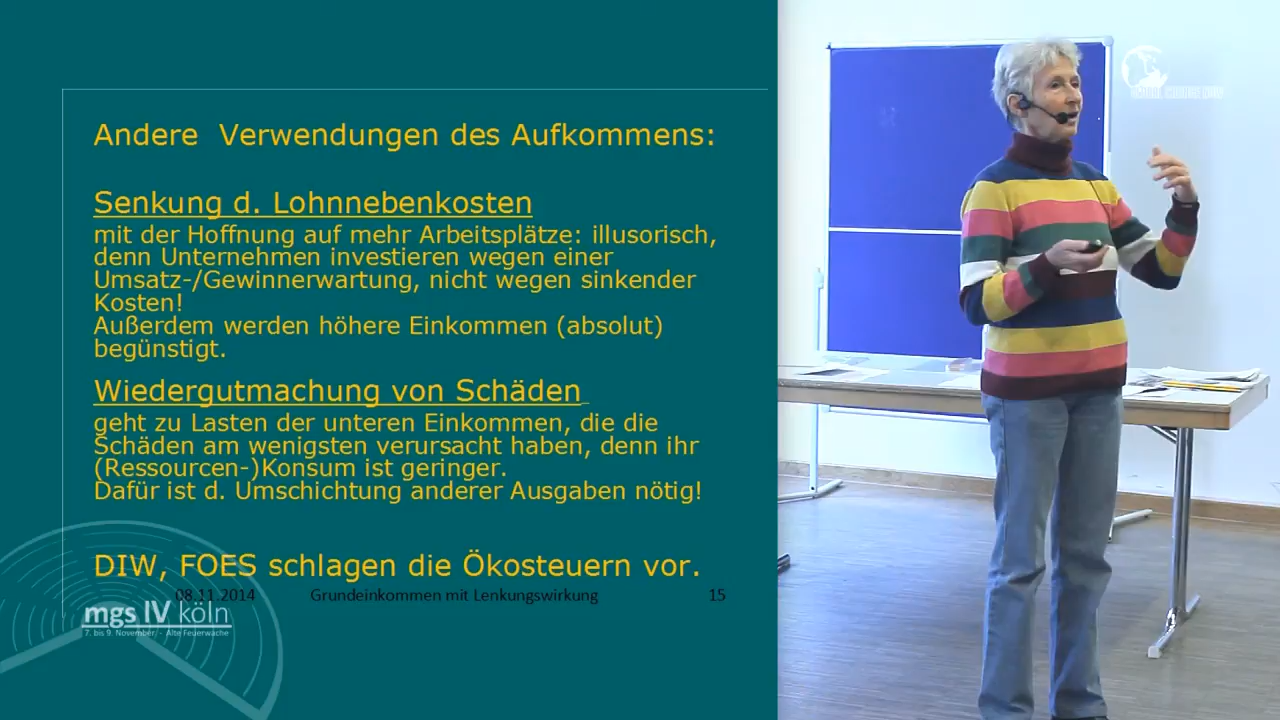 Andere  Verwendungen des Aufkommens:
Senkung d. Lohnnebenkosten
mit der Hoffnung auf mehr Arbeitsplätze: illusorisch,
denn Unternehmen investieren wegen einer
Umsatz-/Gewinnerwartung, nicht wegen sinkender
Kosten!
Außerdem werden höhere Einkommen (absolut)
begünstigt.
Wiedergutmachung von Schäden
geht zu Lasten der unteren Einkommen, die die
Schäden am wenigsten verursacht haben, denn ihr
(Ressourcen-)Konsum ist geringer.
Dafür ist d. Umschichtung anderer Ausgaben nötig!
DIW, FOES schlagen die Ökosteuern vor.
08.11.2014 Grundeinkommen mit Lenkungswirkung 15
mgs IV köln
7. bis 9. November - Alte Feuerwache